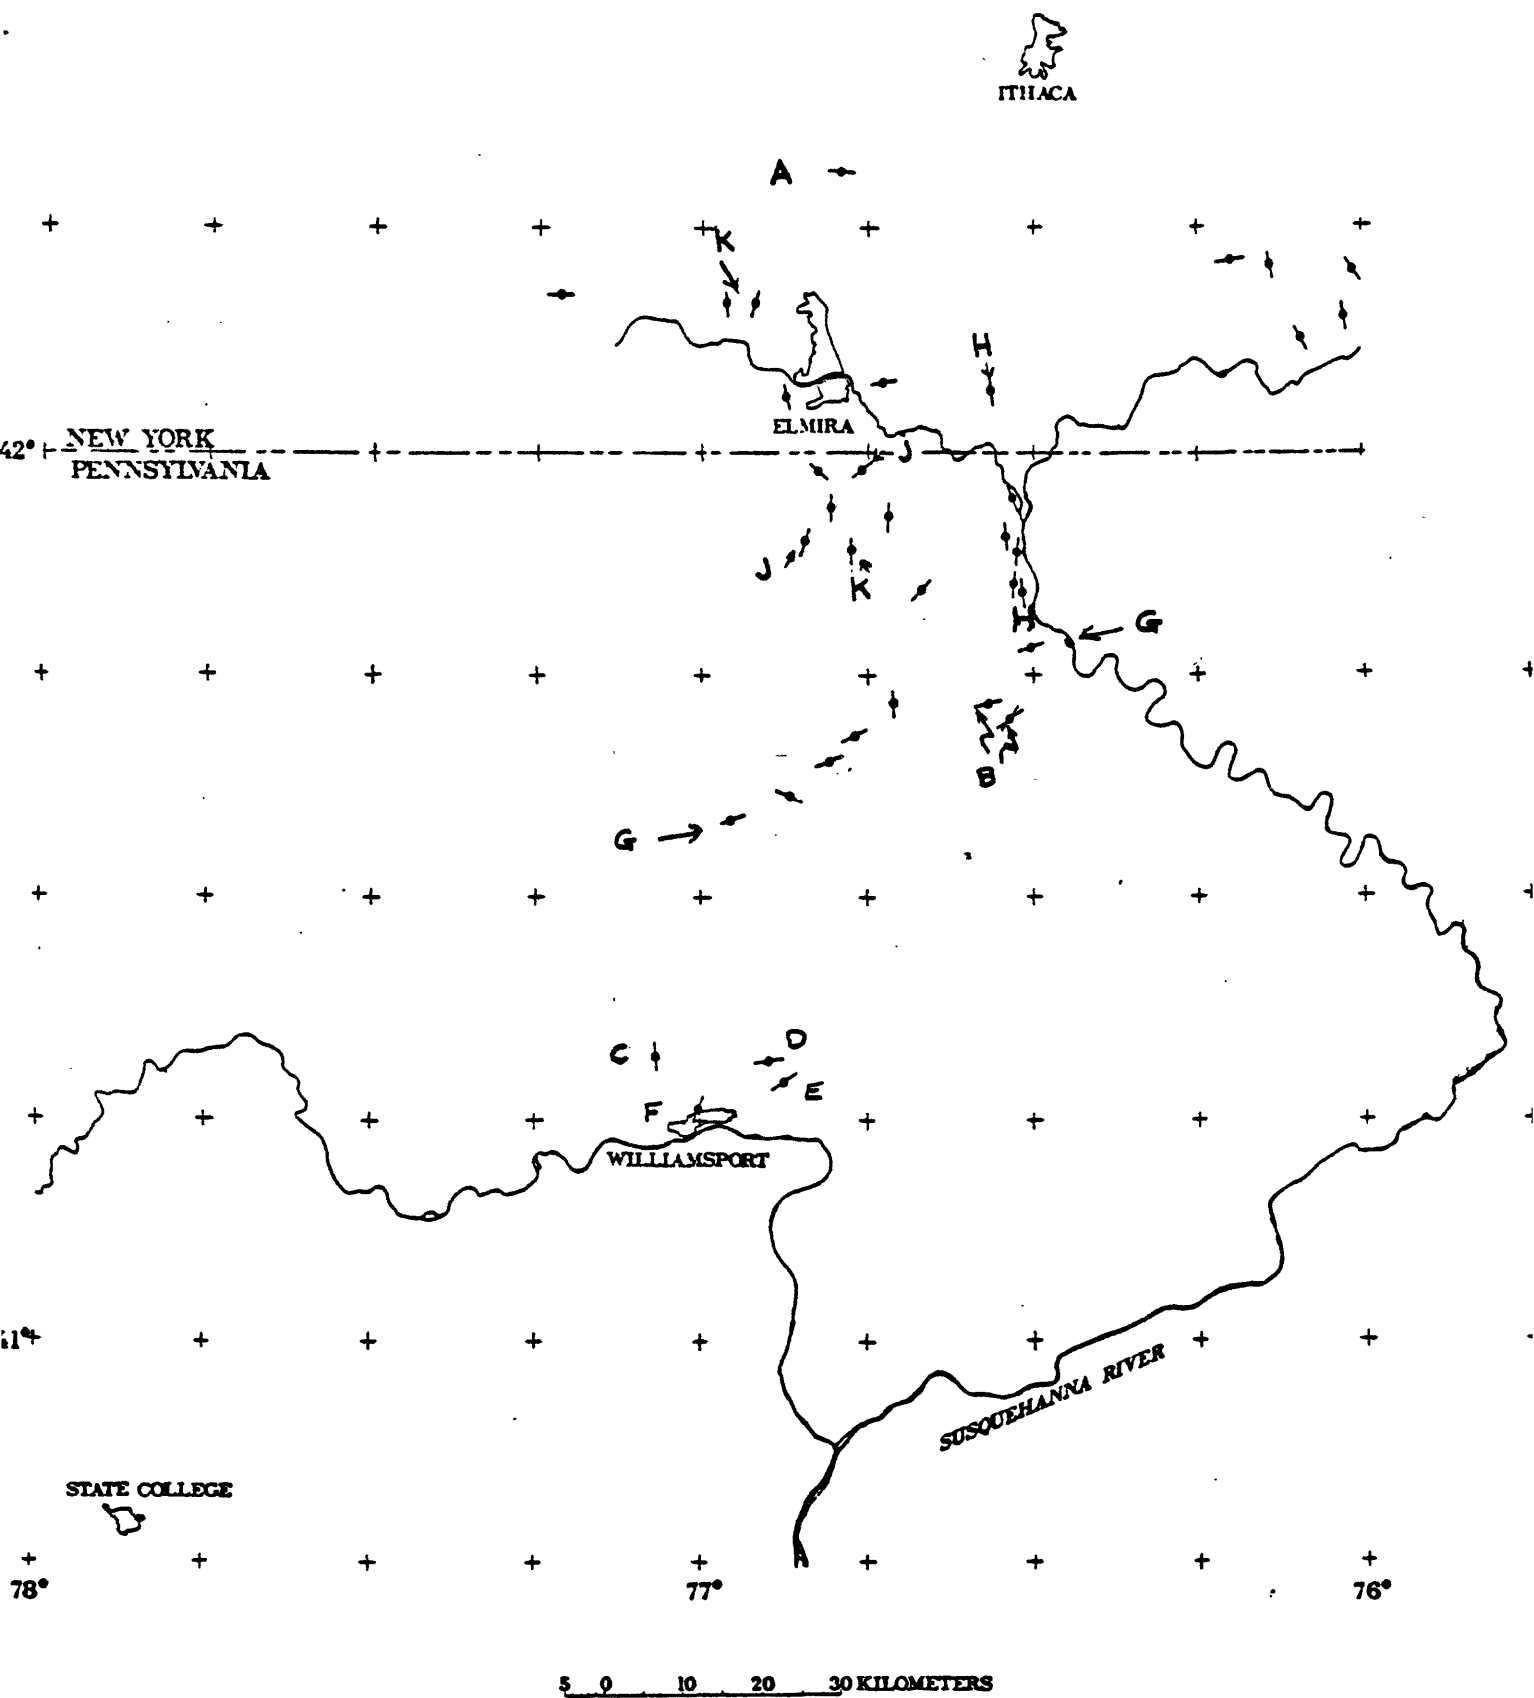 ITHACA
A
K
H
ELMIRA
42° NEW YORK
PENNSYLVANIA
J
J
K
H
G
B
G
C
D
E
F
WILLIAMSPORT
41°
SUSQUEHANNA RIVER
STATE COLLEGE
78° 77° 76°
5 0 10 20 30 KILOMETERS